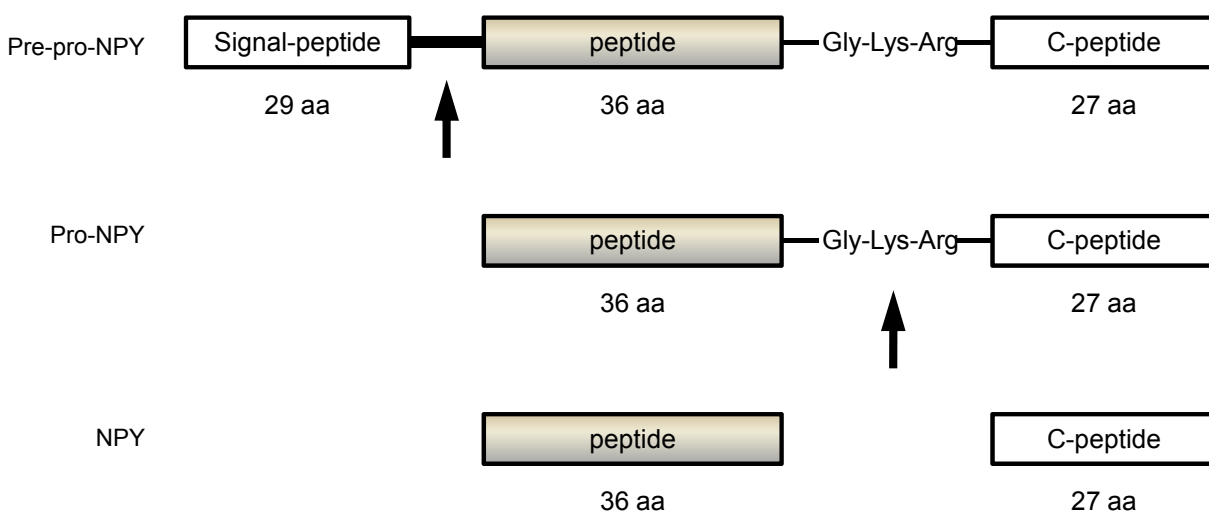 Pre-pro-NPY Signal-peptide peptide Gly-Lys-Arg C-peptide
29 aa 36 aa 27 aa
Pro-NPY peptide Gly-Lys-Arg C-peptide
36 aa 27 aa
NPY peptide C-peptide
36 aa 27 aa